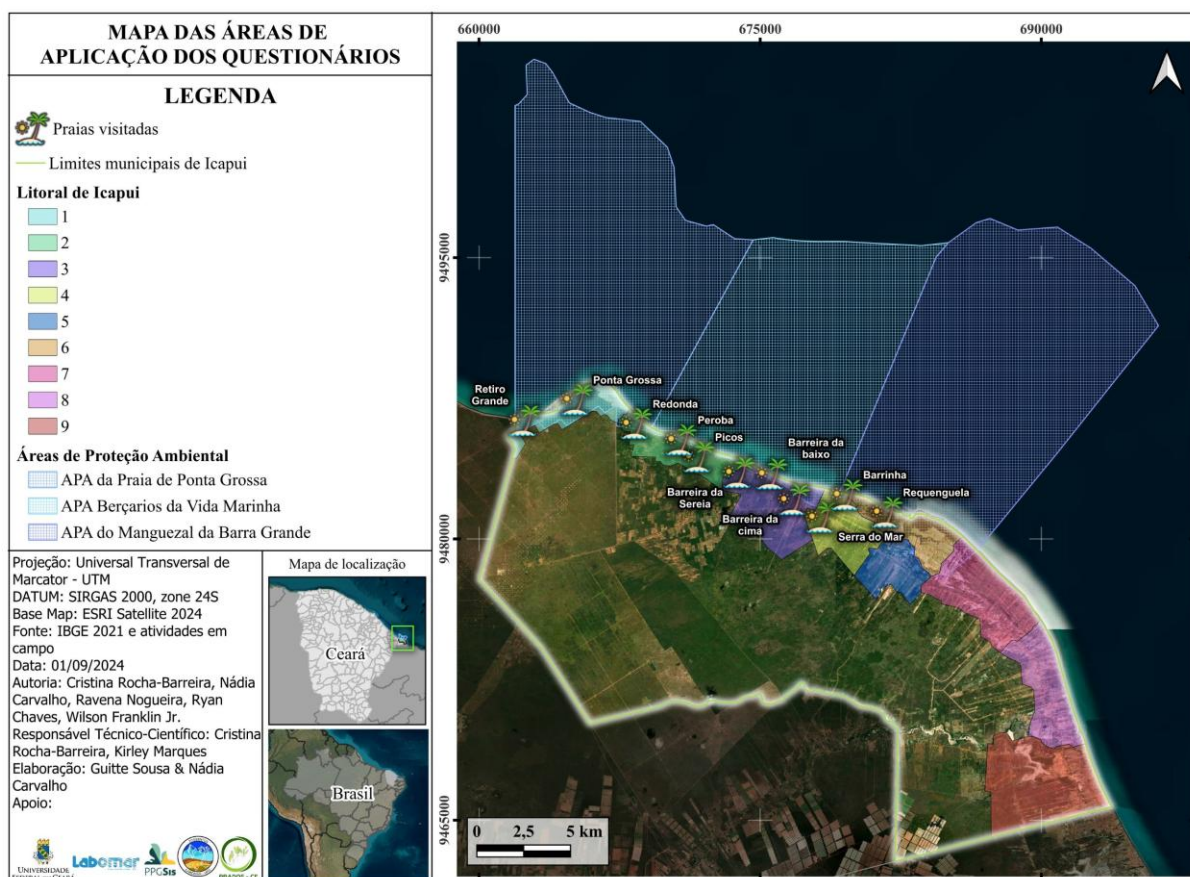 MAPA DAS ÁREAS DE
APLICAÇÃO DOS QUESTIONÁRIOS
LEGENDA
Praias visitadas
Limites municipais de Icapui
Litoral de Icapui
1
2
3
4
5
6
7
8
9
Áreas de Proteção Ambiental
APA da Praia de Ponta Grossa
APA Berçarios da Vida Marinha
APA do Manguezal da Barra Grande
Projeção: Universal Transversal de
Marcator - UTM
DATUM: SIRGAS 2000, zone 24S
Base Map: ESRI Satellite 2024
Fonte: IBGE 2021 e atividades em
campo
Data: 01/09/2024
Autoria: Cristina Rocha-Barreira, Nádia
Carvalho, Ravena Nogueira, Ryan
Chaves, Wilson Franklin Jr.
Responsável Técnico-Científico: Cristina
Rocha-Barreira, Kirley Marques
Elaboração: Guitte Sousa & Nádia
Carvalho
Apoio:
UNIVERSIDADE
FEDERAL DO CEARÁ
Labomar
PPGSis
Mapa de localização
Ceará
Brasil
660000
675000
690000
9495000
9480000
9465000
Retiro
Grande
Ponta Grossa
Redonda
Peroba
Picos
Barreira da
baixo
Barrinha
Requenguela
Barreira da
Sereia
Barreira da
cima
Serra do Mar
0 2,5 5 km